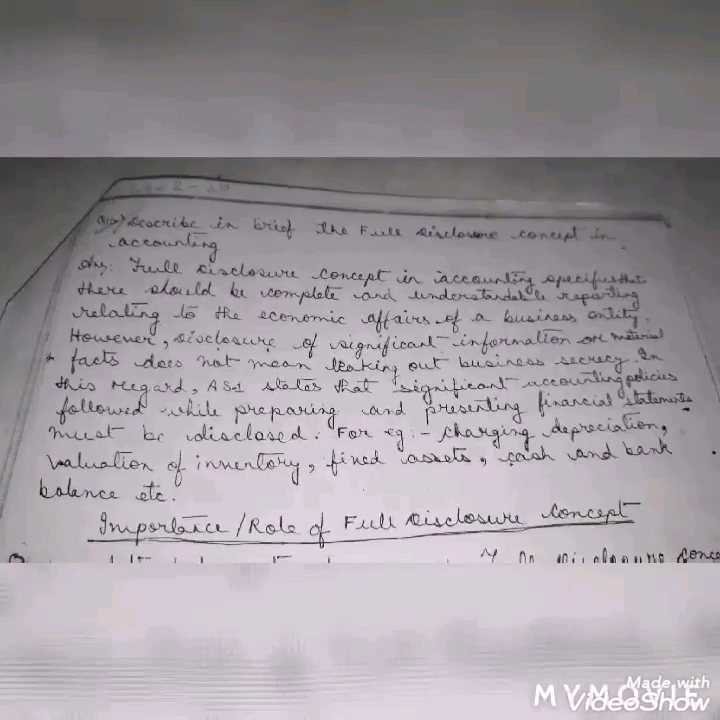 Describe in brief the Full Disclosure concept in
accounting
Ans: Full Disclosure concept in accounting specifies that
there should be complete and understandable reporting
relating to the economic affairs of a business entity.
However, disclosure of significant information or material
facts does not mean leaking out business secrecy. In
this regard, AS1 states that significant accounting policies
followed while preparing and presenting financial statements
must be disclosed. For eg:- charging depreciation,
valuation of inventory, fixed assets, cash and bank
balance etc.
Importance/Role of Full Disclosure Concept
Made with
MY MOVIE
VideoShow